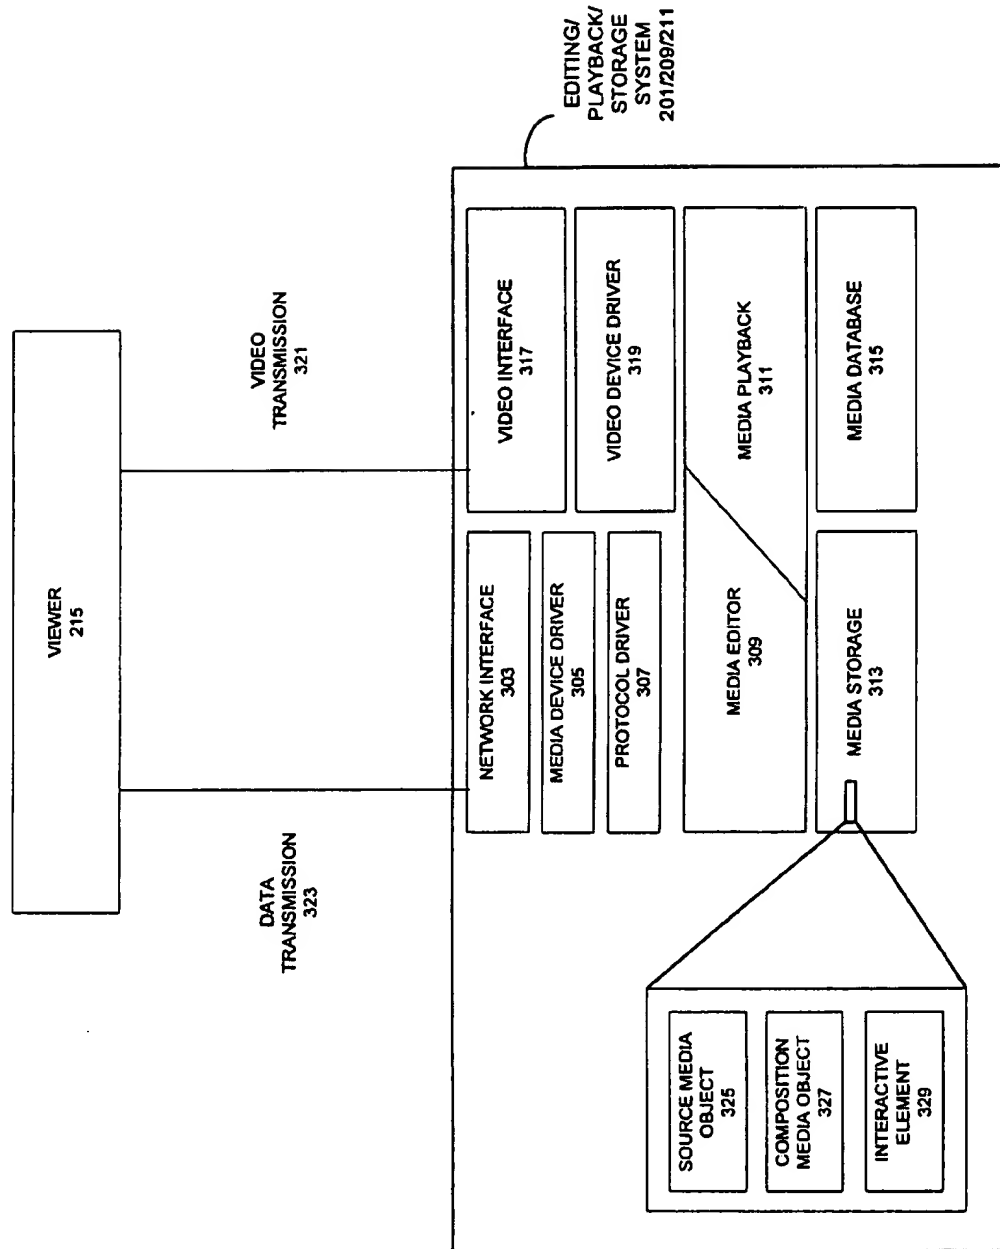 VIEWER
215
DATA
TRANSMISSION
323
VIDEO
TRANSMISSION
321
EDITING/
PLAYBACK/
STORAGE
SYSTEM
201/209/211
NETWORK INTERFACE
303
MEDIA DEVICE DRIVER
305
PROTOCOL DRIVER
307
VIDEO INTERFACE
317
VIDEO DEVICE DRIVER
319
MEDIA EDITOR
309
MEDIA PLAYBACK
311
MEDIA STORAGE
313
MEDIA DATABASE
315
SOURCE MEDIA
OBJECT
325
COMPOSITION
MEDIA OBJECT
327
INTERACTIVE
ELEMENT
329